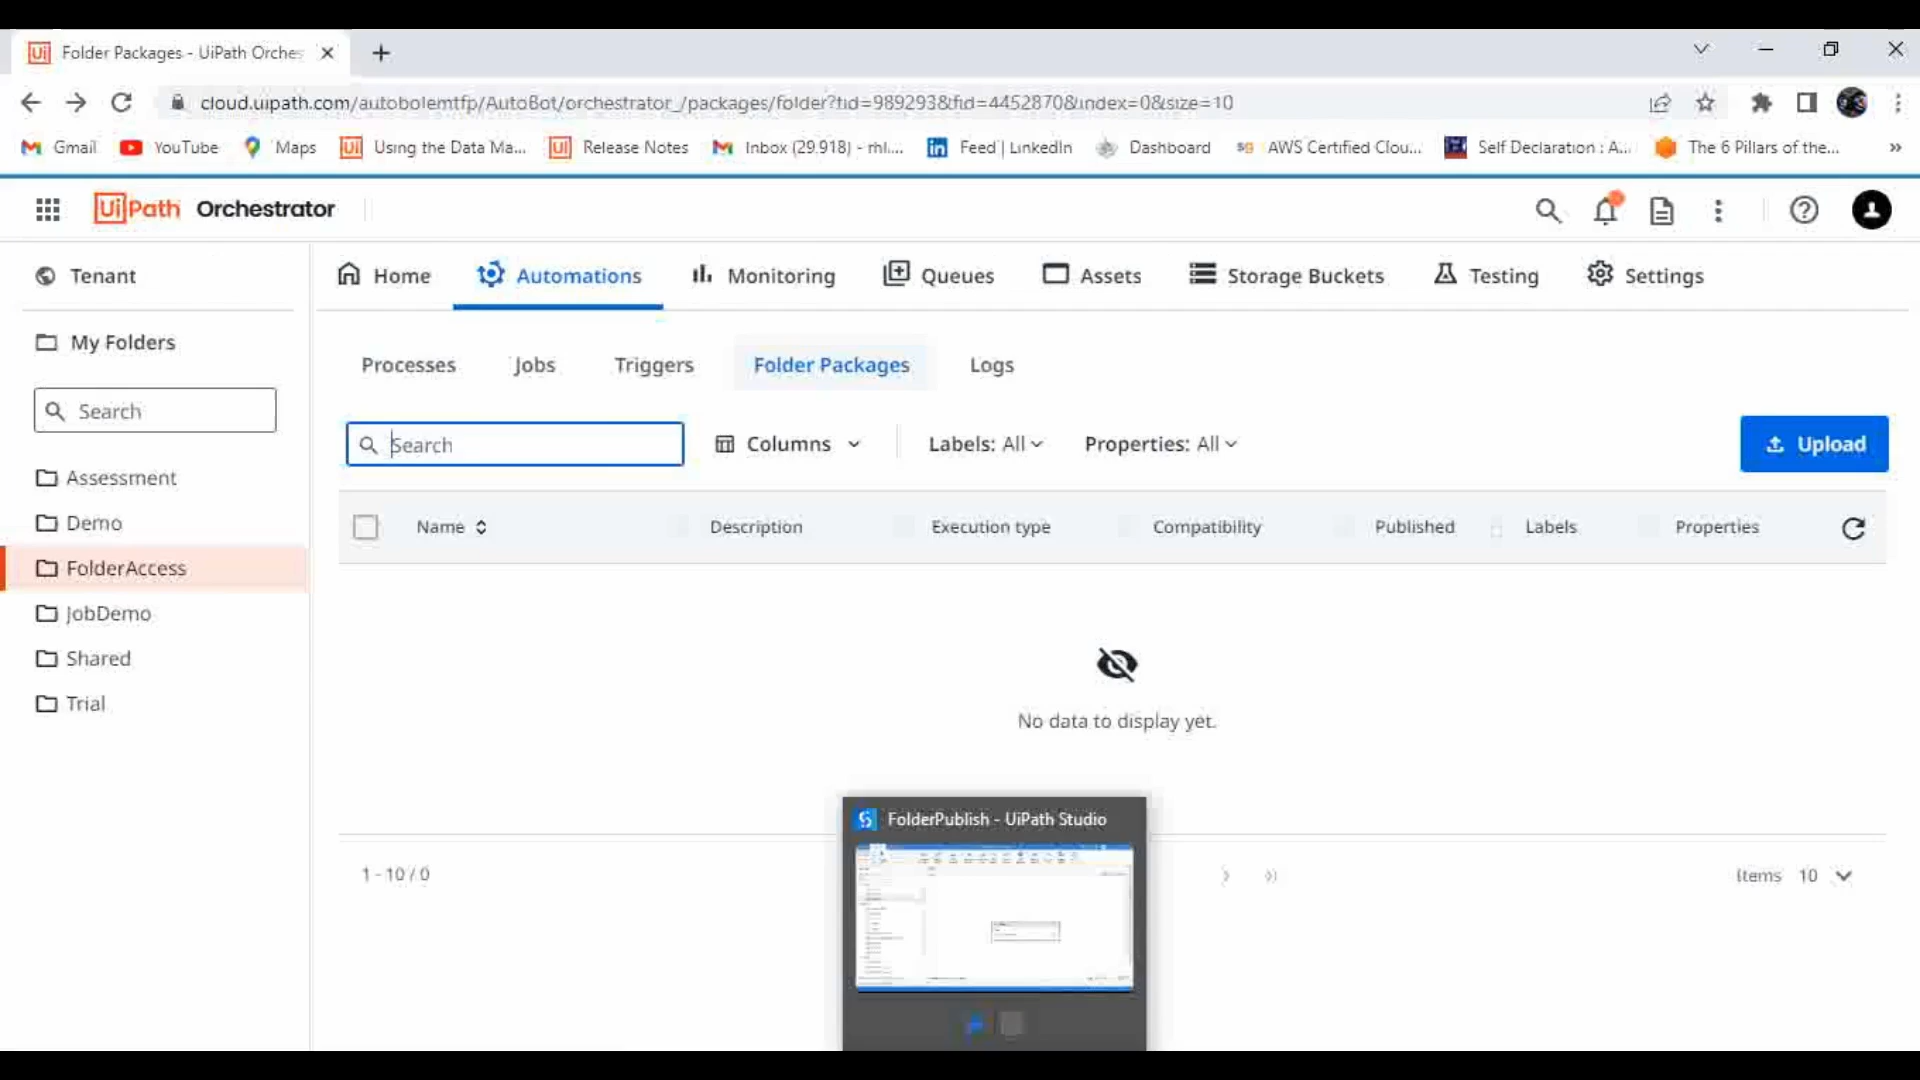 Folder Packages - UiPath Orches
cloud.uipath.com/autobolemtfp/AutoBot/orchestrator_/packages/folder?tid=989293&fid=4452870&index=0&size=10
Gmail YouTube Maps Using the Data Ma... Release Notes Inbox (29,918) - rhl.... Feed | LinkedIn Dashboard AWS Certified Clou... Self Declaration : A... The 6 Pillars of the... »
UiPath Orchestrator
Tenant
Home Automations Monitoring Queues Assets Storage Buckets Testing Settings
My Folders
Processes Jobs Triggers Folder Packages Logs
Search
Search Columns Labels: All Properties: All Upload
Assessment
Name Description Execution type Compatibility Published Labels Properties
Demo
FolderAccess
JobDemo
Shared
Trial
No data to display yet.
FolderPublish - UiPath Studio
1 - 10 / 0
Items 10